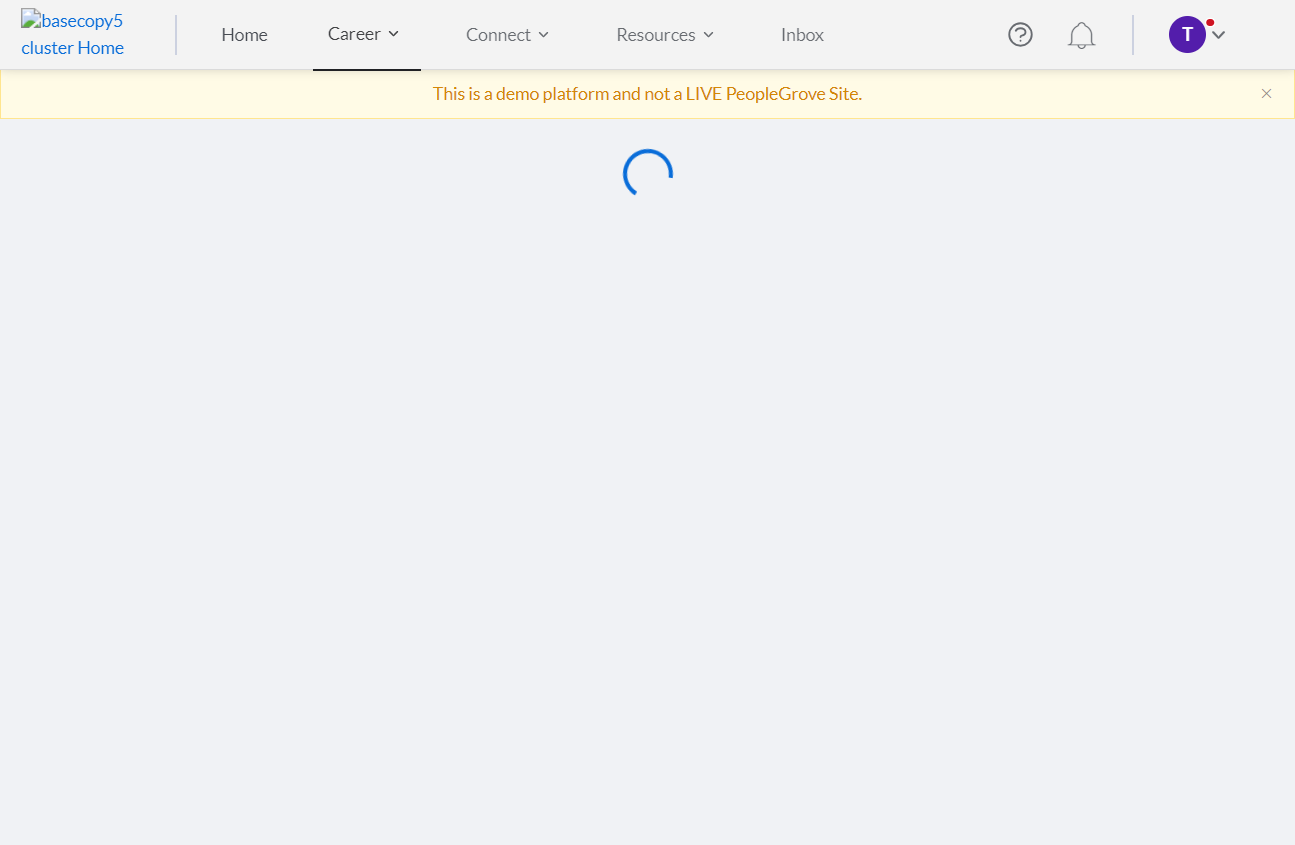 basecopy5
cluster Home
Home
Career
Connect
Resources
Inbox
T
This is a demo platform and not a LIVE PeopleGrove Site.